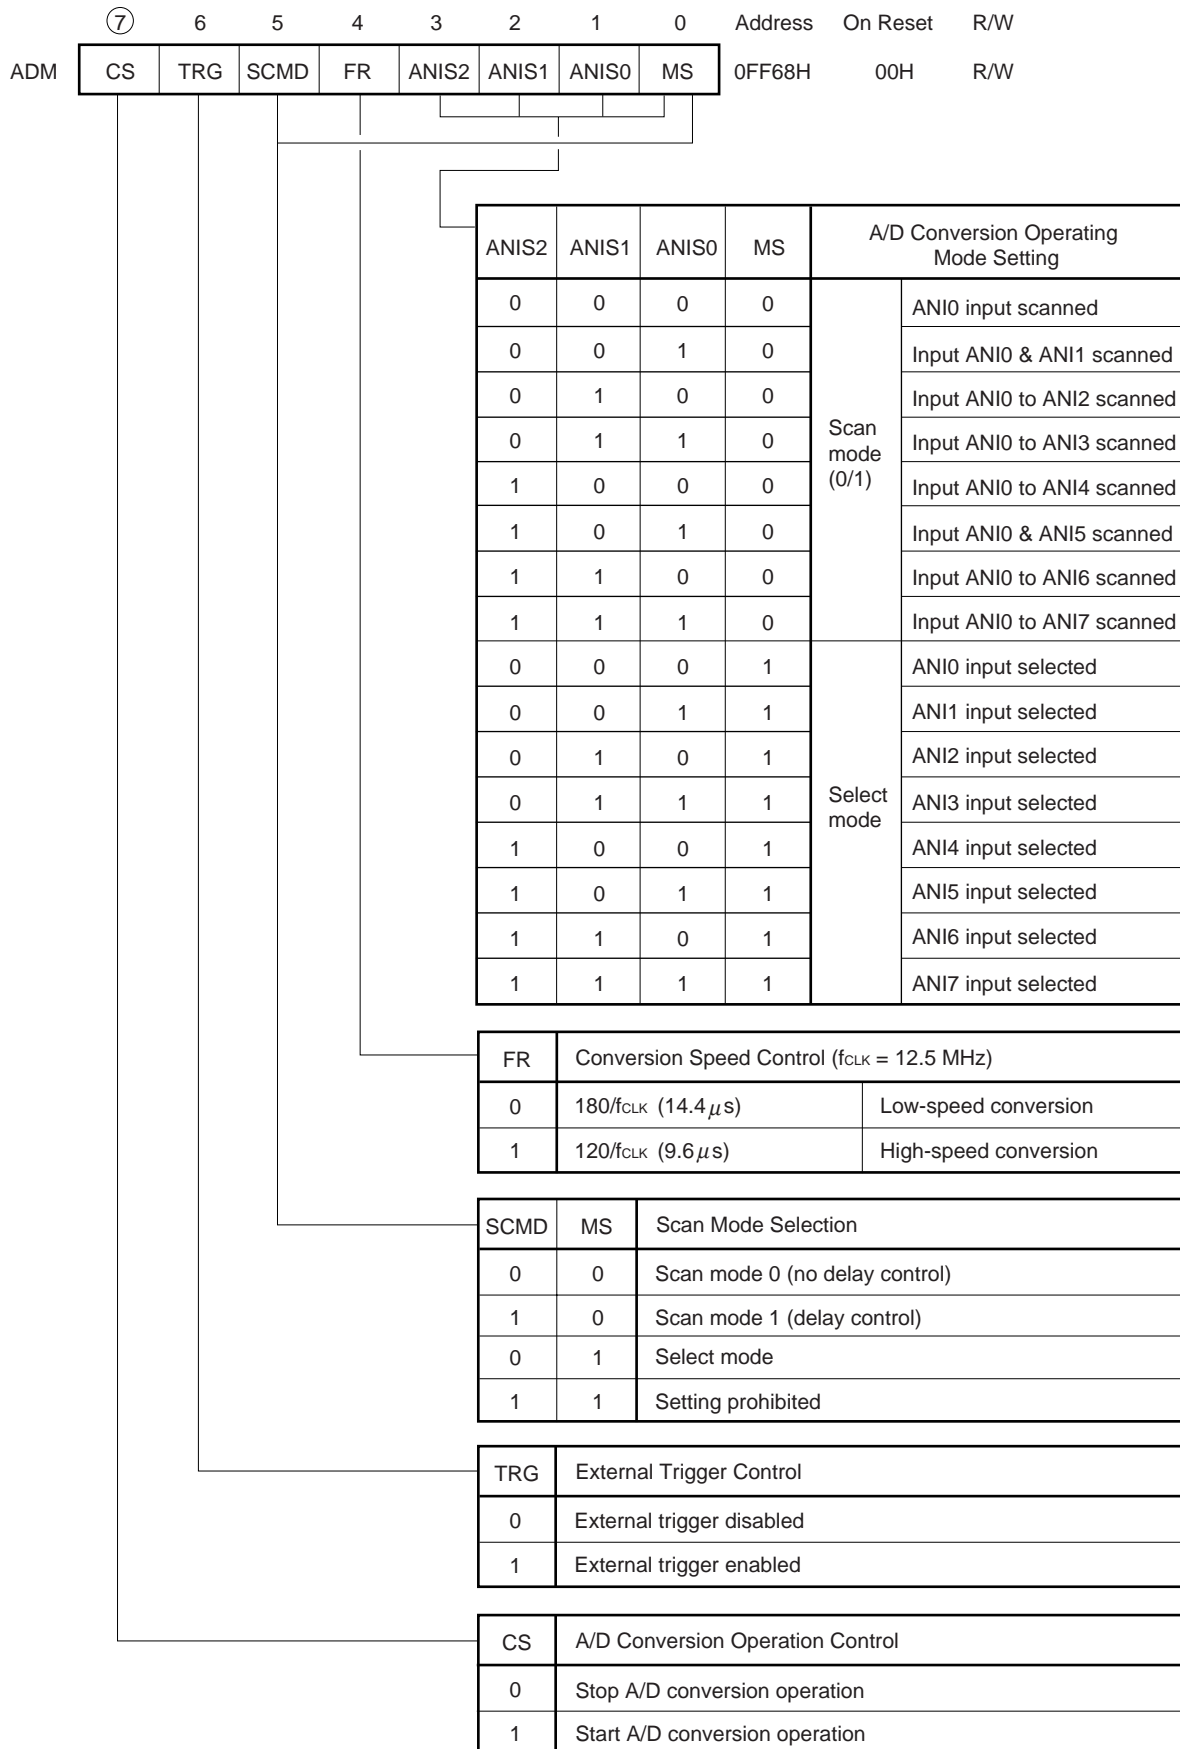 7 6 5 4 3 2 1 0 Address On Reset R/W
ADM CS TRG SCMD FR ANIS2 ANIS1 ANIS0 MS 0FF68H 00H R/W
ANIS2 ANIS1 ANIS0 MS A/D Conversion Operating
Mode Setting
0 0 0 0 ANI0 input scanned
0 0 1 0 Input ANI0 & ANI1 scanned
0 1 0 0 Input ANI0 to ANI2 scanned
Scan
mode
(0/1)
0 1 1 0 Input ANI0 to ANI3 scanned
1 0 0 0 Input ANI0 to ANI4 scanned
1 0 1 0 Input ANI0 & ANI5 scanned
1 1 0 0 Input ANI0 to ANI6 scanned
1 1 1 0 Input ANI0 to ANI7 scanned
0 0 0 1 ANI0 input selected
0 0 1 1 ANI1 input selected
0 1 0 1 ANI2 input selected
Select
mode
0 1 1 1 ANI3 input selected
1 0 0 1 ANI4 input selected
1 0 1 1 ANI5 input selected
1 1 0 1 ANI6 input selected
1 1 1 1 ANI7 input selected
FR Conversion Speed Control (fCLK = 12.5 MHz)
0 180/fCLK (14.4 μs) Low-speed conversion
1 120/fCLK (9.6 μs) High-speed conversion
SCMD MS Scan Mode Selection
0 0 Scan mode 0 (no delay control)
1 0 Scan mode 1 (delay control)
0 1 Select mode
1 1 Setting prohibited
TRG External Trigger Control
0 External trigger disabled
1 External trigger enabled
CS A/D Conversion Operation Control
0 Stop A/D conversion operation
1 Start A/D conversion operation